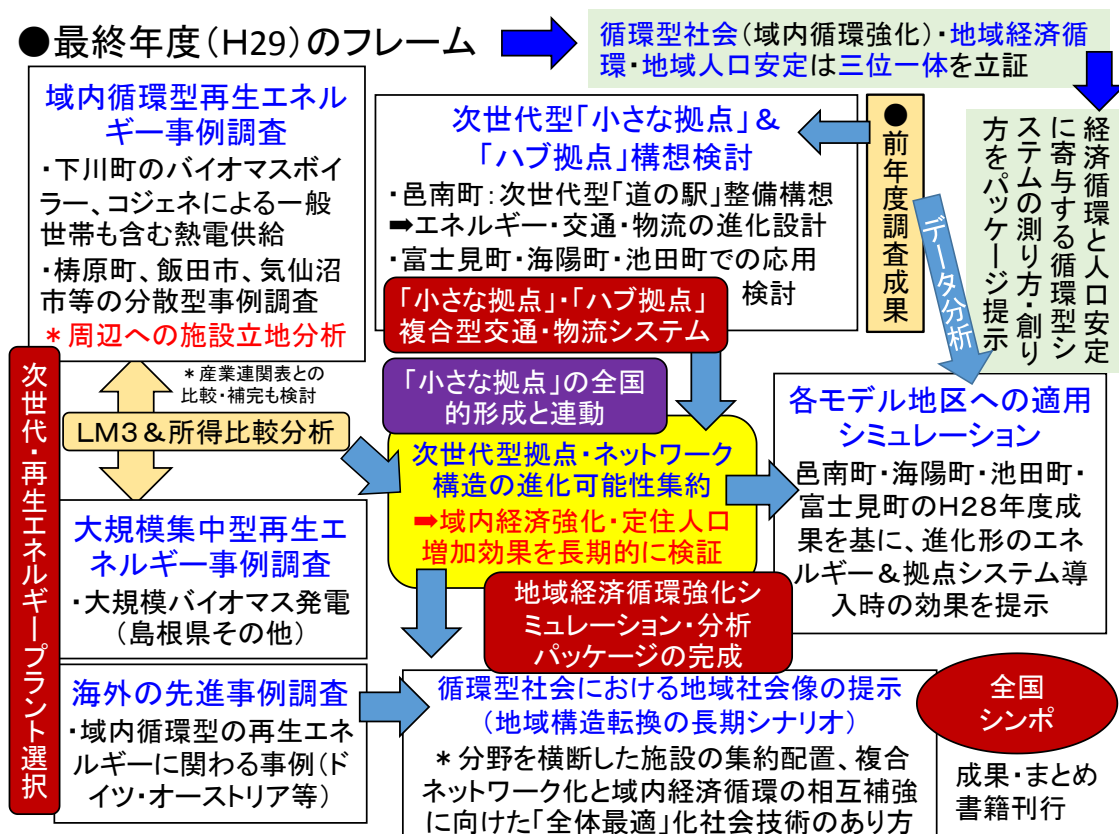 ●最終年度(H29)のフレーム
循環型社会(域内循環強化)・地域経済循
環・地域人口安定は三位一体を立証
経済循環と人口安定
に寄与する循環型シ
ステムの測り方・創り
方をパッケージ提示
域内循環型再生エネル
ギー事例調査
・下川町のバイオマスボイ
ラー、コジェネによる一般
世帯も含む熱電供給
・梼原町、飯田市、気仙沼
市等の分散型事例調査
＊周辺への施設立地分析
次世代型「小さな拠点」＆
「ハブ拠点」構想検討
・邑南町：次世代型「道の駅」整備構想
➡エネルギー・交通・物流の進化設計
・富士見町・海陽町・池田町での応用
検討
●前年度調査成果
データ分析
「小さな拠点」・「ハブ拠点」
複合型交通・物流システム
次世代・再生エネルギープラント選択
＊産業連関表との
比較・補完も検討
LM3＆所得比較分析
「小さな拠点」の全国
的形成と連動
次世代型拠点・ネットワーク
構造の進化可能性集約
➡域内経済強化・定住人口
増加効果を長期的に検証
各モデル地区への適用
シミュレーション
邑南町・海陽町・池田町・
富士見町のH28年度成
果を基に、進化形のエネ
ルギー＆拠点システム導
入時の効果を提示
大規模集中型再生エ
ネルギー事例調査
・大規模バイオマス発電
(島根県その他)
地域経済循環強化シ
ミュレーション・分析
パッケージの完成
海外の先進事例調査
・域内循環型の再生エネ
ルギーに関わる事例(ド
イツ・オーストリア等)
循環型社会における地域社会像の提示
(地域構造転換の長期シナリオ)
＊分野を横断した施設の集約配置、複合
ネットワーク化と域内経済循環の相互補強
に向けた「全体最適」化社会技術のあり方
全国
シンポ
成果・まとめ
書籍刊行